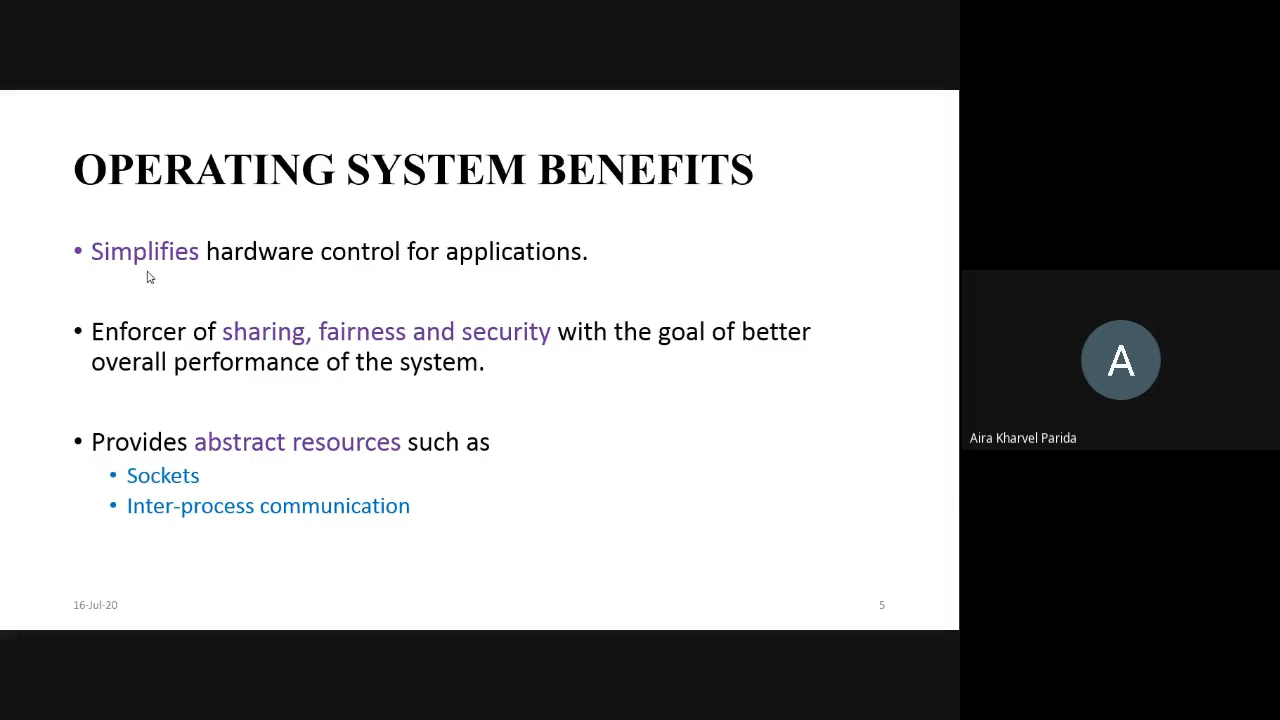 OPERATING SYSTEM BENEFITS
• Simplifies hardware control for applications.
• Enforcer of sharing, fairness and security with the goal of better
overall performance of the system.
• Provides abstract resources such as
• Sockets
• Inter-process communication
16-Jul-20
5
A
Aira Kharvel Parida